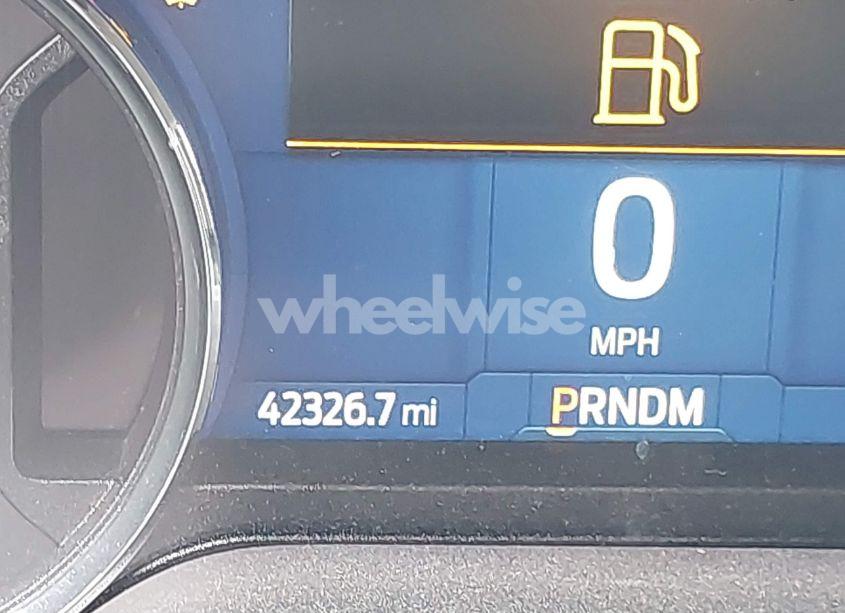 0
MPH
wheelwise
42326.7 mi PRNDM